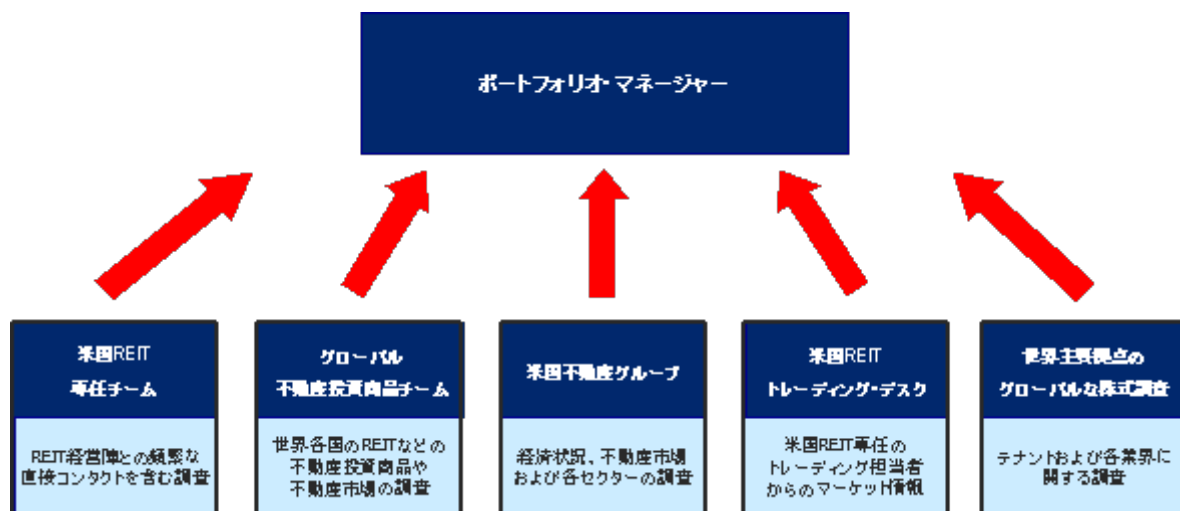 ポートフォリオ・マネージャー
米国REIT
専任チーム
REIT経営陣との頻繁な
直接コンタクトを含む調査
グローバル
不動産投資商品チーム
世界各国のREITなどの
不動産投資商品や
不動産市場の調査
米国不動産グループ
経済状況、不動産市場
および各セクターの調査
米国REIT
トレーディング・デスク
米国REIT専任の
トレーディング担当者
からのマーケット情報
世界主要拠点の
グローバルな株式調査
テナントおよび各業界に
関する調査